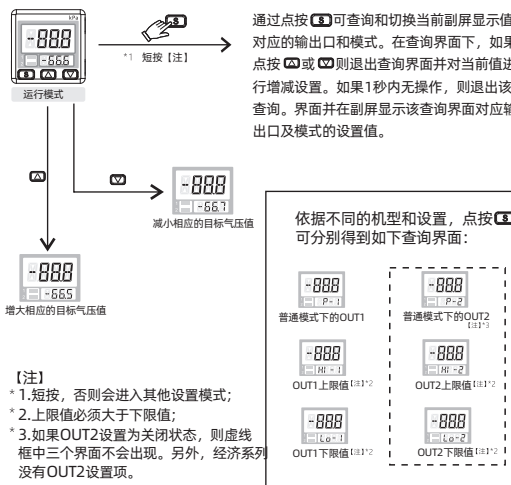 kPa
-888
-66.6
S
运行模式
S
*1 短按【注】
通过点按 S 可查询和切换当前副屏显示值
对应的输出口和模式。在查询界面下，如果
点按 或 则退出查询界面并对当前值进
行增减设置。如果1秒内无操作，则退出该
查询。界面并在副屏显示该查询界面对应输
出口及模式的设置值。
-888
-66.7
减小相应的目标气压值
-888
-66.5
增大相应的目标气压值
依据不同的机型和设置，点按 S
可分别得到如下查询界面：
-888
P-1
普通模式下的OUT1
-888
P-2
普通模式下的OUT2
【注】*3
-888
HI-1
OUT1上限值【注】*2
-888
HI-2
OUT2上限值【注】*2
-888
Lo-1
OUT1下限值【注】*2
-888
Lo-2
OUT2下限值【注】*2
【注】
*1.短按，否则会进入其他设置模式；
*2.上限值必须大于下限值；
*3.如果OUT2设置为关闭状态，则虚线
框中三个界面不会出现。另外，经济系列
没有OUT2设置项。